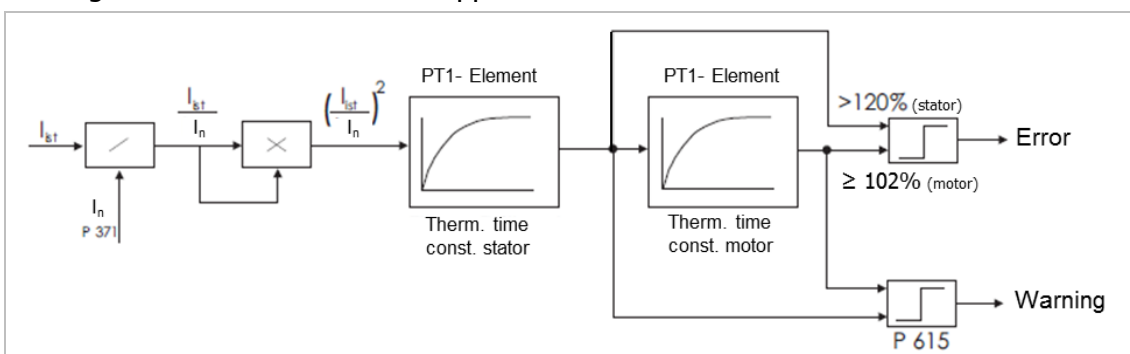 PT1- Element
PT1- Element
I_ist
I_ist
I_n
(I_ist / I_n)^2
>120% (stator)
Error
≥ 102% (motor)
I_n
P 371
Therm. time
const. stator
Therm. time
const. motor
Warning
P 615